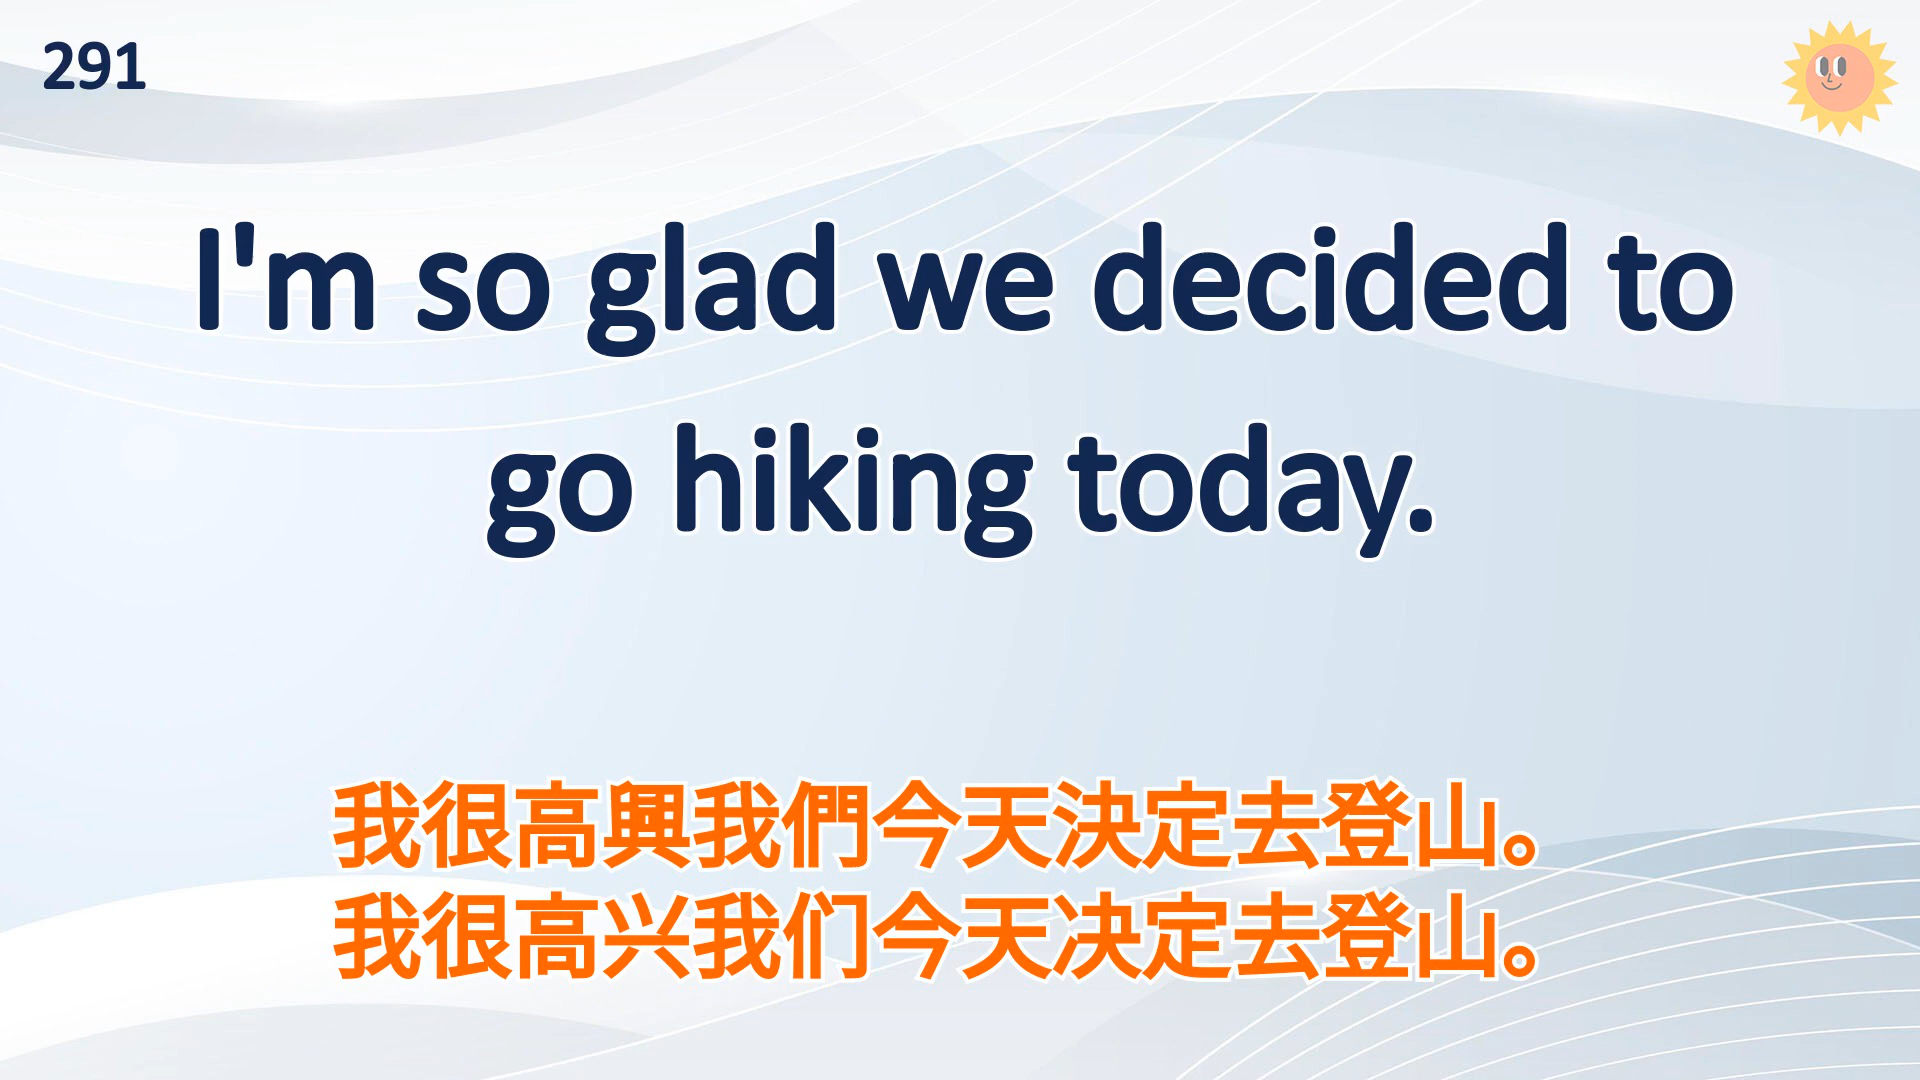 291
I'm so glad we decided to
go hiking today.
我很高興我們今天決定去登山。
我很高兴我们今天决定去登山。